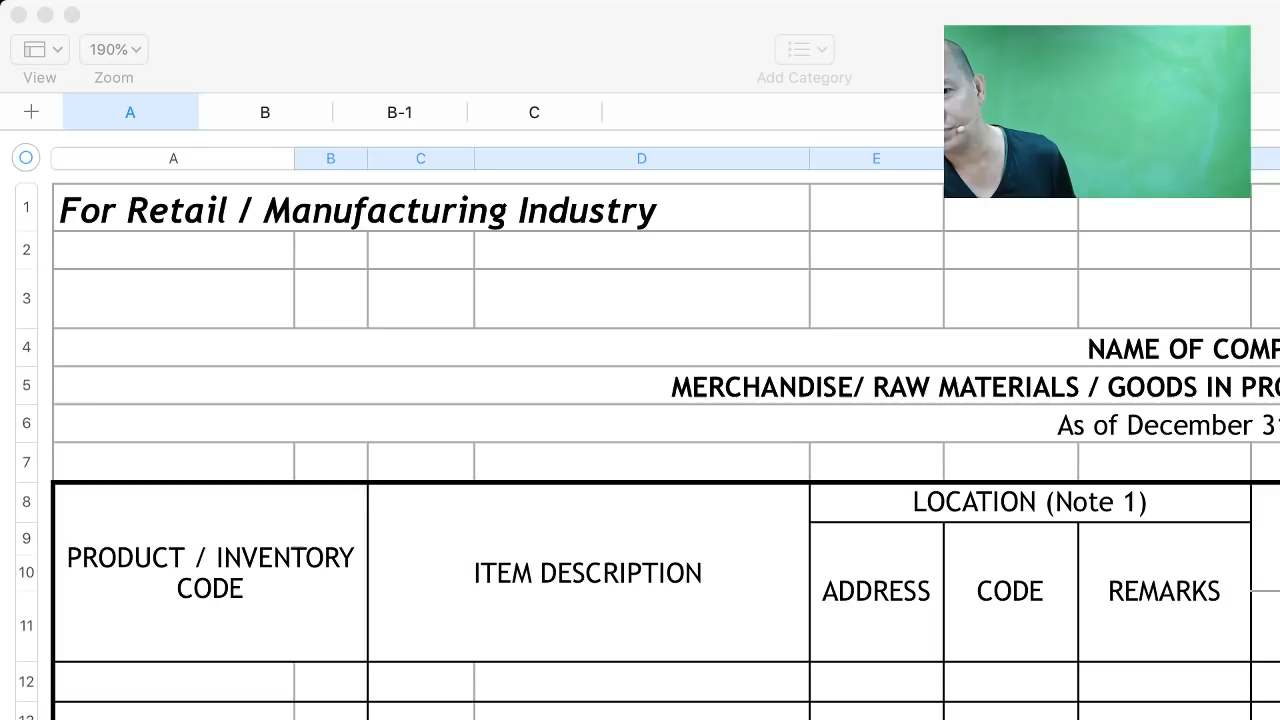 190%
View
Zoom
Add Category
A
B
B-1
C
A
B
C
D
E
1
For Retail / Manufacturing Industry
2
3
4
NAME OF COMP
5
MERCHANDISE/ RAW MATERIALS / GOODS IN PRO
6
As of December 31
7
8
LOCATION (Note 1)
9
PRODUCT / INVENTORY
CODE
ITEM DESCRIPTION
10
ADDRESS
CODE
REMARKS
11
12